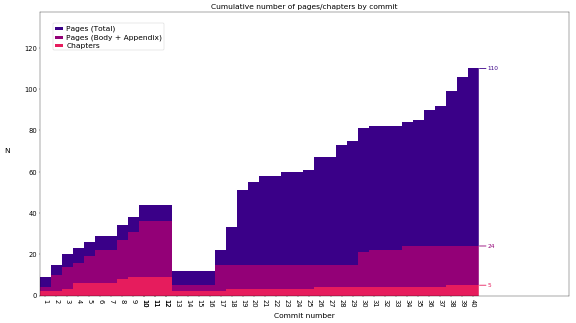 Cumulative number of pages/chapters by commit
Pages (Total)
Pages (Body + Appendix)
Chapters
120
100
80
60
40
20
0
N
110
24
5
1 2 3 4 5 6 7 8 9 10 11 12 13 14 15 16 17 18 19 20 21 22 23 24 25 26 27 28 29 30 31 32 33 34 35 36 37 38 39 40
Commit number